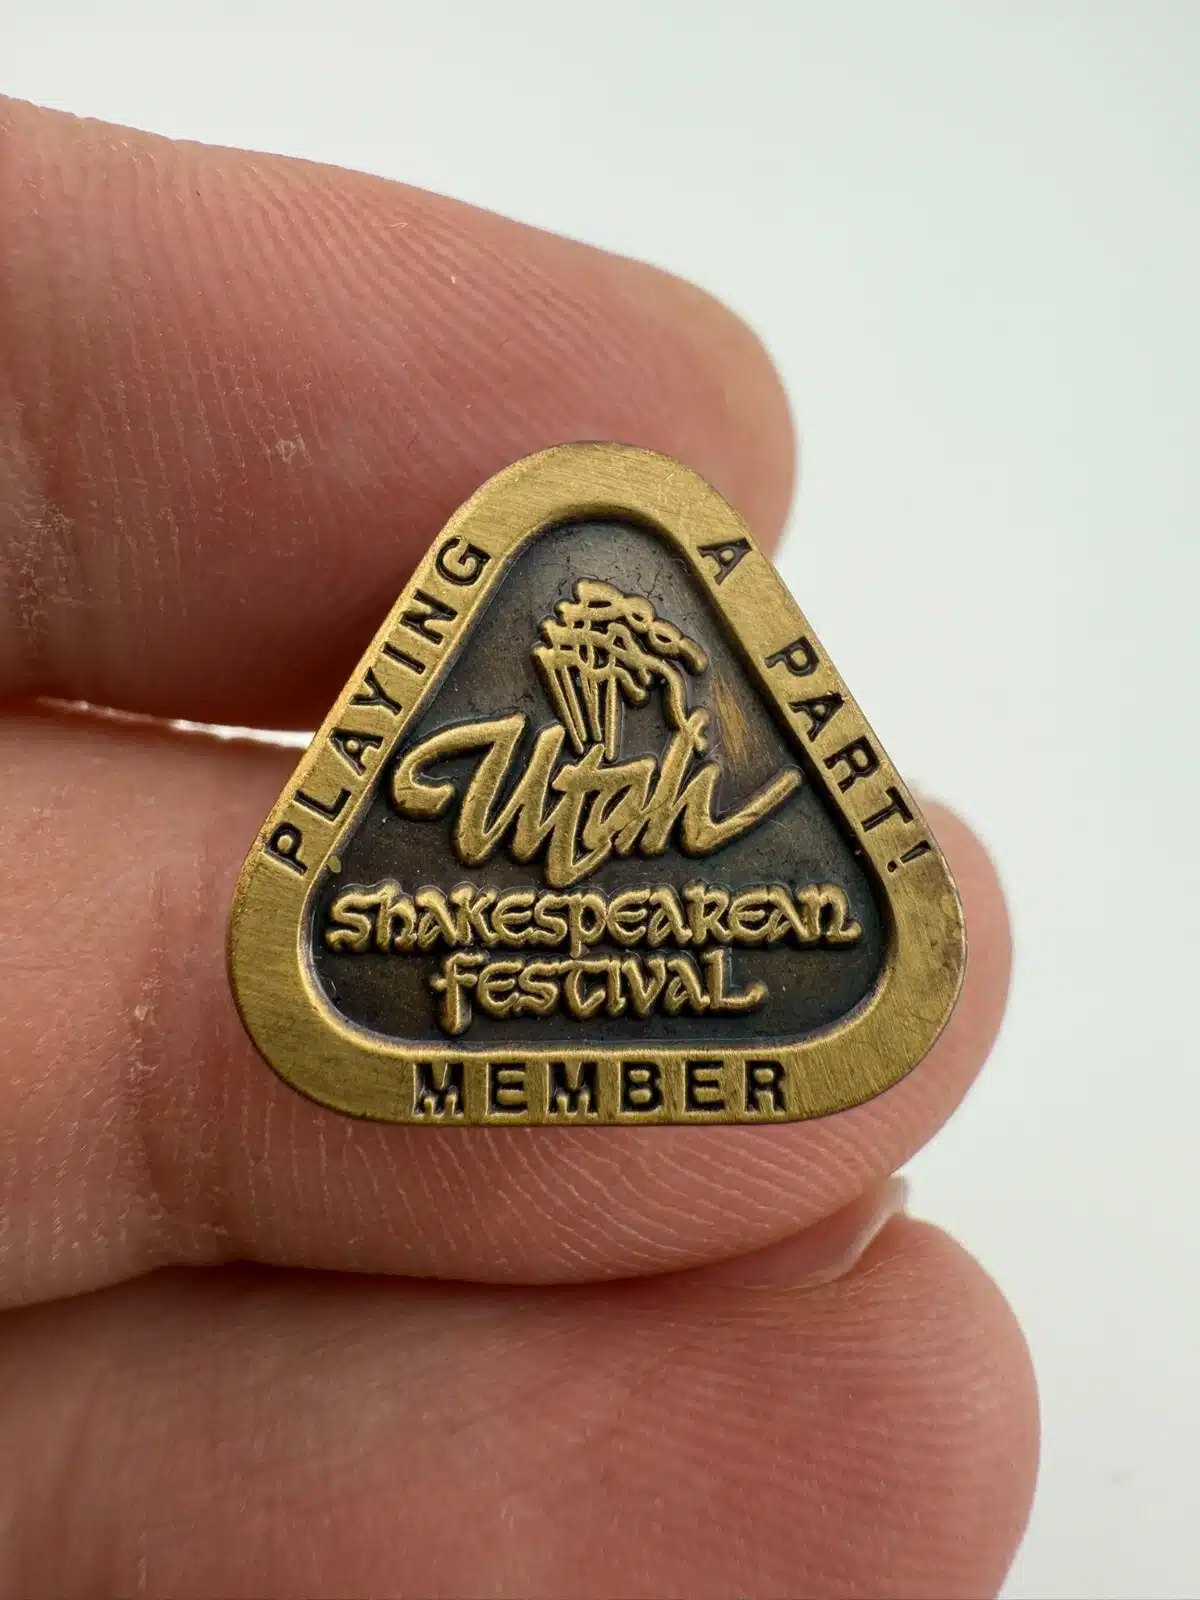 PLAYING
A PART!
Utah
Shakespearean
Festival
MEMBER